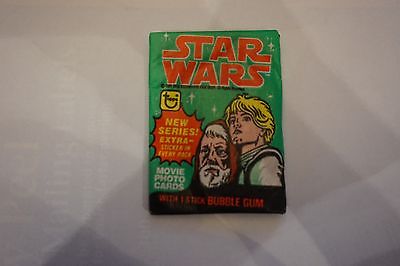 STAR
WARS
NEW
SERIES!
EXTRA-
STICKER IN
EVERY PACK
MOVIE
PHOTO
CARDS
WITH 1 STICK BUBBLE GUM